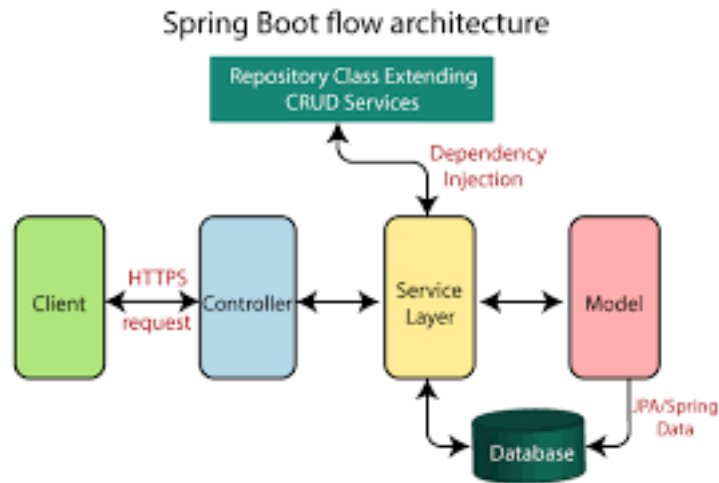 Spring Boot flow architecture
Repository Class Extending
CRUD Services
Dependency
Injection
Client
HTTPS
request
Controller
Service
Layer
Model
JPA/Spring
Data
Database